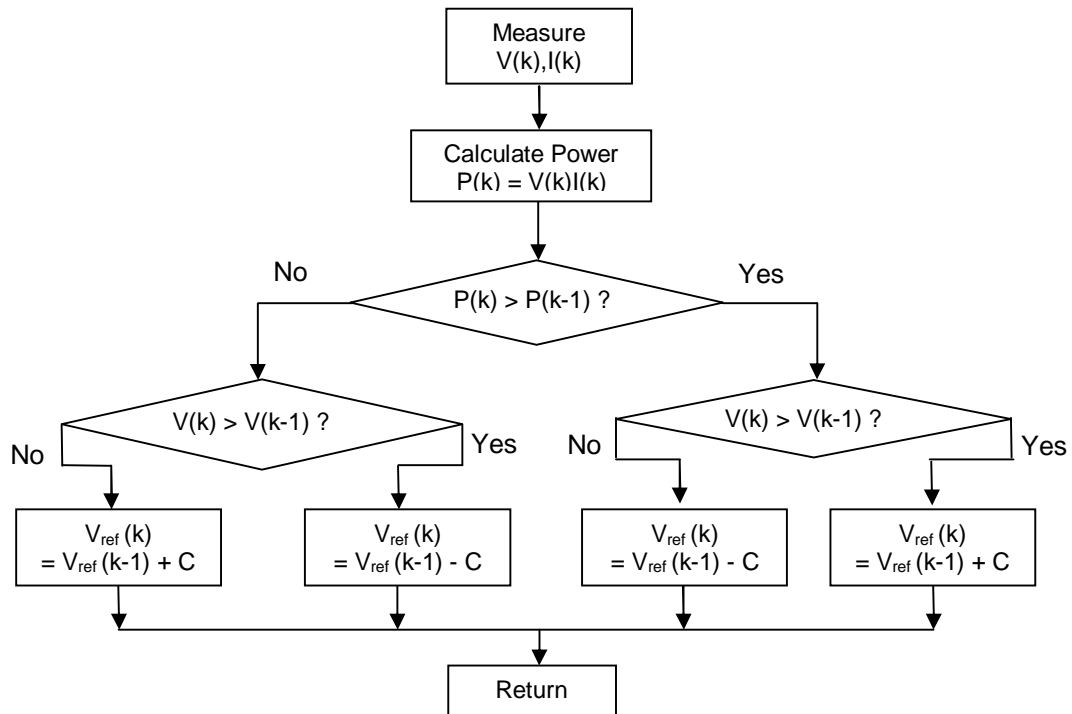 Measure
V(k),I(k)
Calculate Power
P(k) = V(k)I(k)
No
Yes
P(k) > P(k-1) ?
V(k) > V(k-1) ?
V(k) > V(k-1) ?
No
Yes
No
Yes
Vref (k)
= Vref (k-1) + C
Vref (k)
= Vref (k-1) - C
Vref (k)
= Vref (k-1) - C
Vref (k)
= Vref (k-1) + C
Return